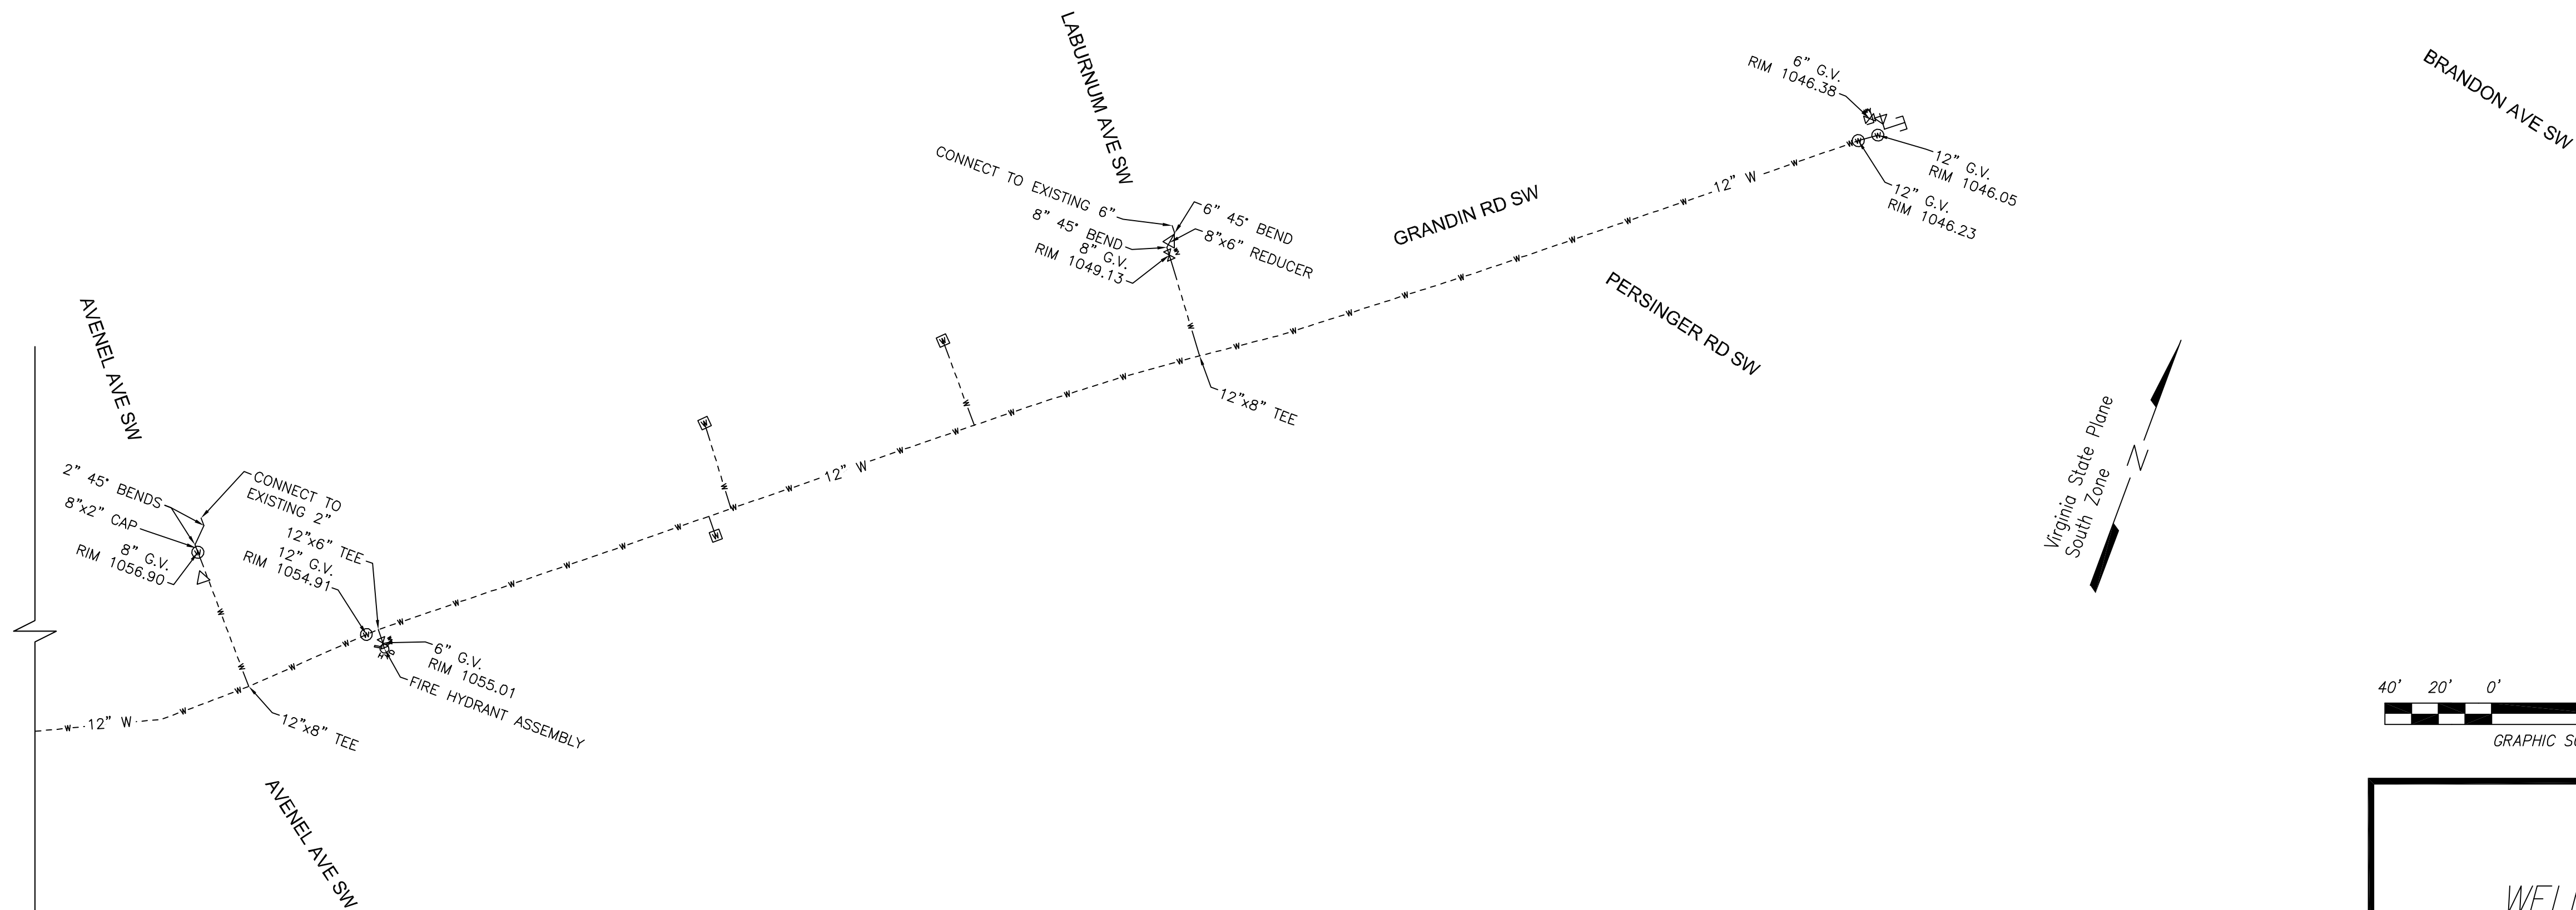 LABURNUM AVE SW
BRANDON AVE SW
6" G.V.
RIM 1046.38
12" G.V.
RIM 1046.05
12" G.V.
RIM 1046.23
12" W
GRANDIN RD SW
PERSINGER RD SW
CONNECT TO EXISTING 6"
8" 45° BEND
8" G.V.
RIM 1049.13
6" 45° BEND
8"x6" REDUCER
12"x8" TEE
12" W
AVENEL AVE SW
2" 45° BENDS
8"x2" CAP
8" G.V.
RIM 1056.90
CONNECT TO
EXISTING 2"
12"x6" TEE
12" G.V.
RIM 1054.91
6" G.V.
RIM 1055.01
FIRE HYDRANT ASSEMBLY
12" W
12"x8" TEE
AVENEL AVE SW
Virginia State Plane
South Zone
N
40' 20' 0'
GRAPHIC